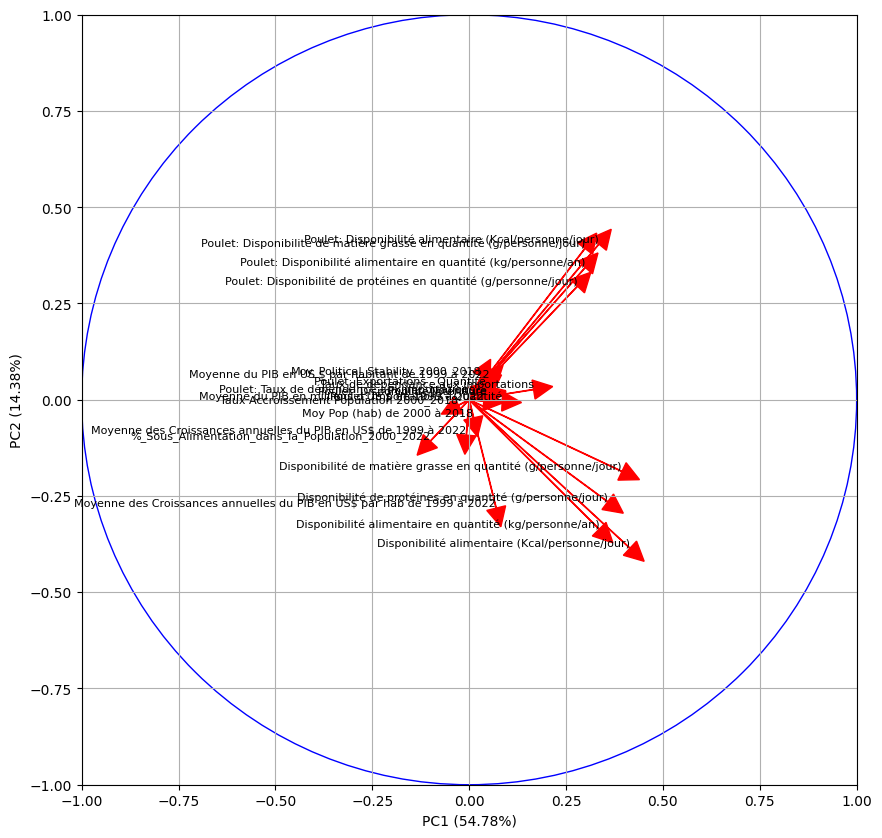 1.00
0.75
0.50
0.25
0.00
−0.25
−0.50
−0.75
−1.00
PC2 (14.38%)
Poulet: Disponibilité alimentaire (Kcal/personne/jour)
Poulet: Disponibilité de matière grasse en quantité (g/personne/jour)
Poulet: Disponibilité alimentaire en quantité (kg/personne/an)
Poulet: Disponibilité de protéines en quantité (g/personne/jour)
Moy_Political_Stability_2000_2018
Moyenne du PIB en US $ par habitant de 1999 à 2022
Poulet: Exportations - Quantité
Poulet: Taux de
Moyenne du PIB en
Taux Accroissement Population 2000_2018
Moy Pop (hab) de 2000 à 2018
Moyenne des Croissances annuelles du PIB en US$ de 1999 à 2022
%_Sous_Alimentation_dans_la_Population_2000_2022
Disponibilité de matière grasse en quantité (g/personne/jour)
Disponibilité de protéines en quantité (g/personne/jour)
Moyenne des Croissances annuelles du PIB en US$ par hab de 1999 à 2022
Disponibilité alimentaire en quantité (kg/personne/an)
Disponibilité alimentaire (Kcal/personne/jour)
−1.00 −0.75 −0.50 −0.25 0.00 0.25 0.50 0.75 1.00
PC1 (54.78%)